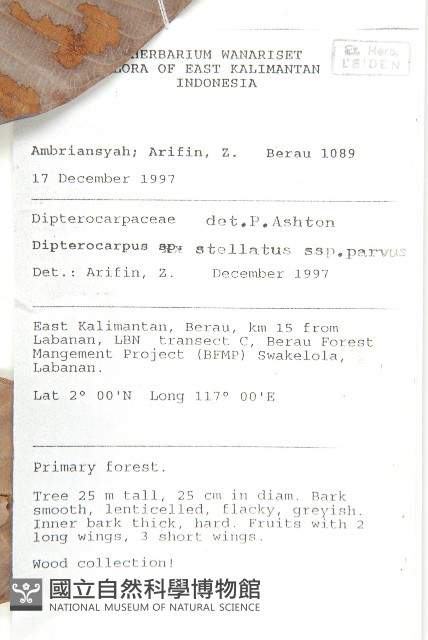 HERBARIUM WANARISET
FLORA OF EAST KALIMANTAN
INDONESIA
Ex Herb.
LEIDEN
Ambriansyah; Arifin, Z.   Berau 1089
17 December 1997
Dipterocarpaceae   det.P.Ashton
Dipterocarpus sp. stellatus ssp.parvus
Det.: Arifin, Z.   December 1997
East Kalimantan, Berau, km 15 from
Labanan, LBN transect C, Berau Forest
Mangement Project (BFMP) Swakelola,
Labanan.
Lat 2° 00'N  Long 117° 00'E
Primary forest.
Tree 25 m tall, 25 cm in diam. Bark
smooth, lenticelled, flacky, greyish.
Inner bark thick, hard. Fruits with 2
long wings, 3 short wings.
Wood collection!
國立自然科學博物館
NATIONAL MUSEUM OF NATURAL SCIENCE